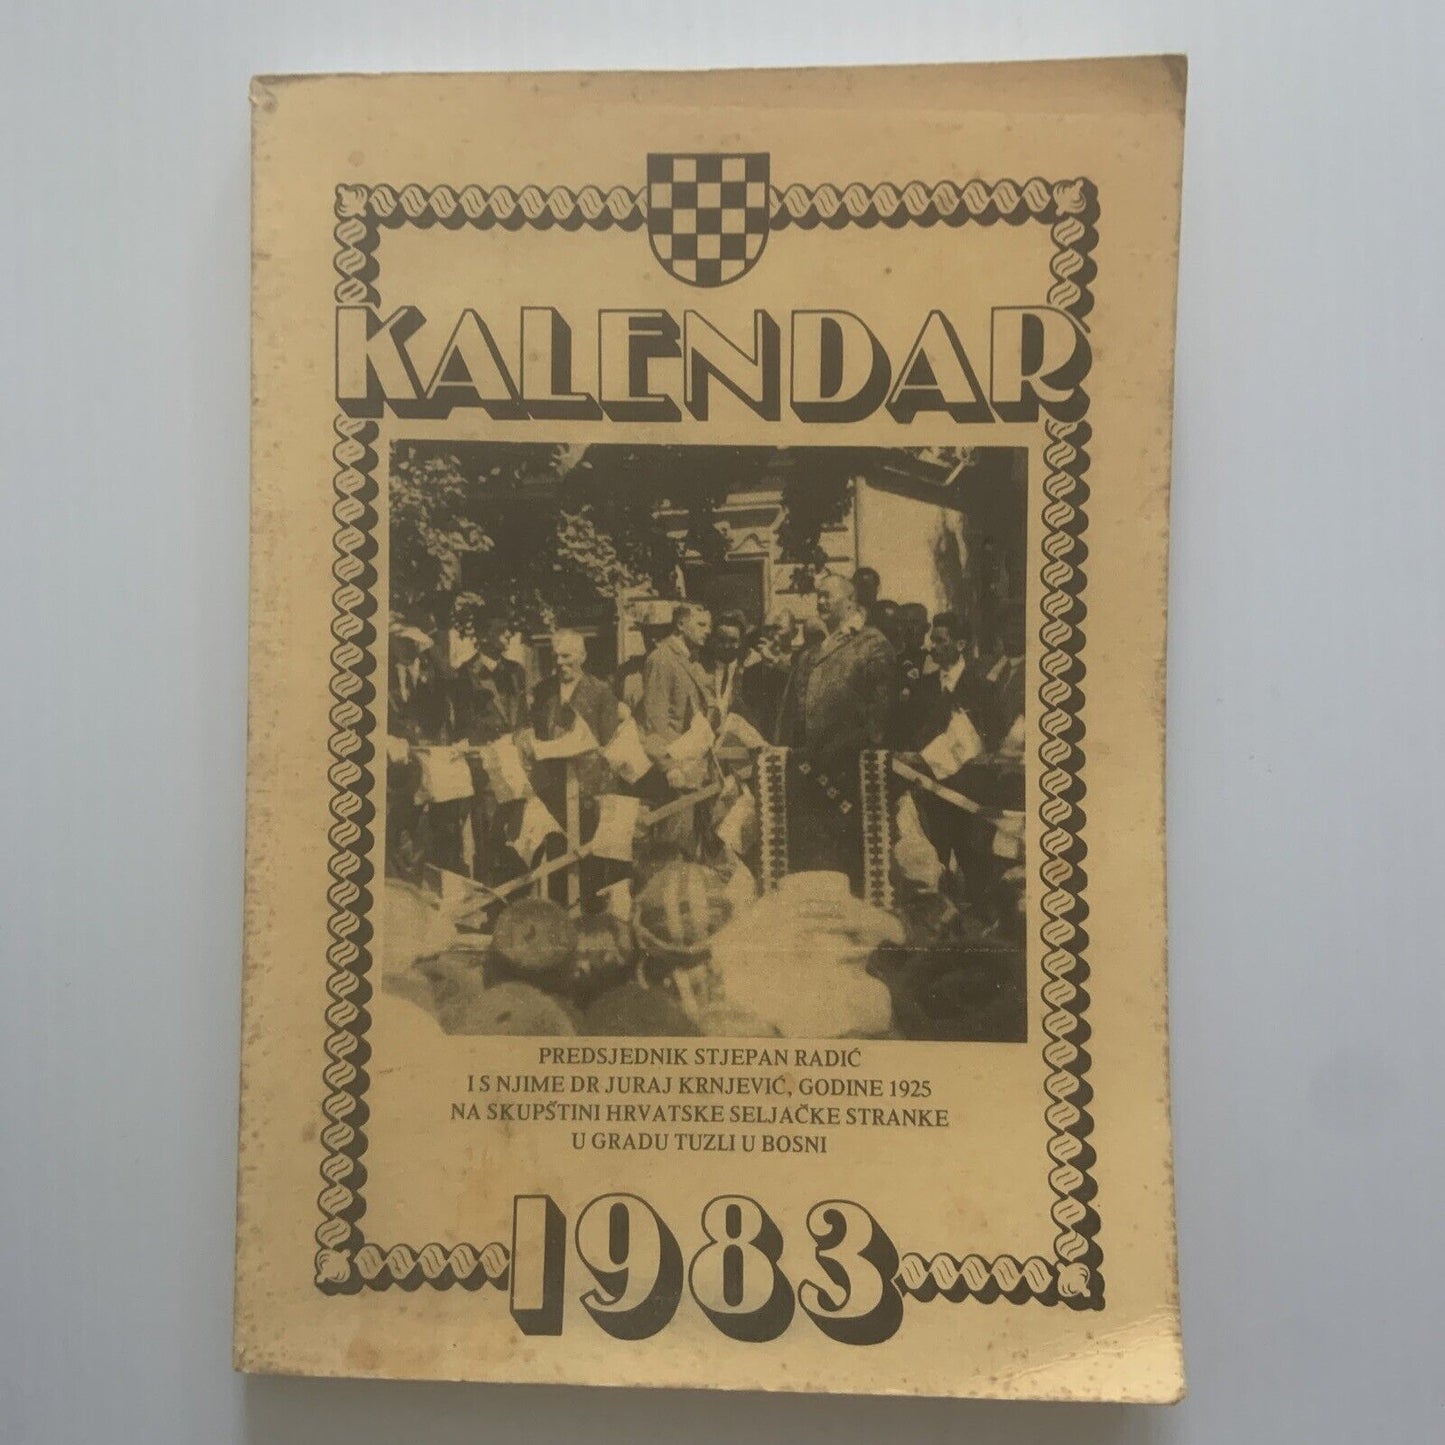 KALENDAR
PREDSJEDNIK STJEPAN RADIĆ
I S NJIME DR JURAJ KRNJEVIĆ, GODINE 1925
NA SKUPŠTINI HRVATSKE SELJAČKE STRANKE
U GRADU TUZLI U BOSNI
1983